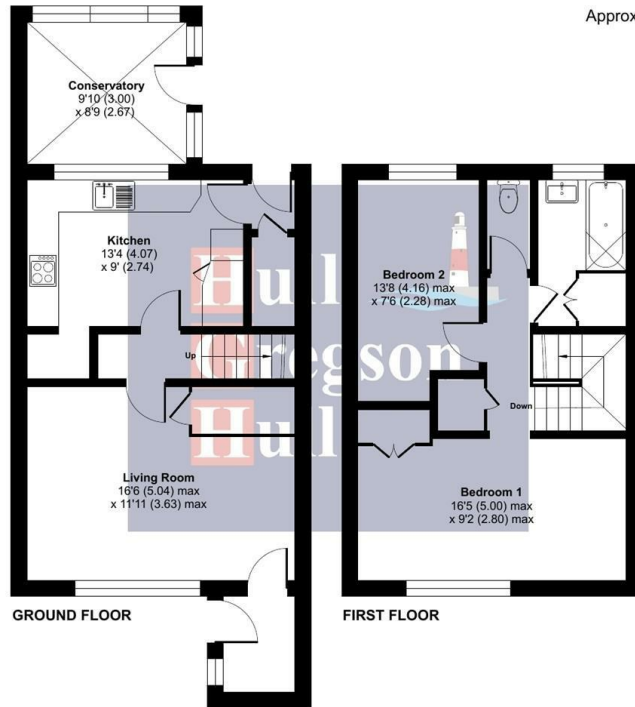 Approx
Conservatory
9'10 (3.00)
x 8'9 (2.67)
Kitchen
13'4 (4.07)
x 9' (2.74)
Up
Living Room
16'6 (5.04) max
x 11'11 (3.63) max
GROUND FLOOR
Bedroom 2
13'8 (4.16) max
x 7'6 (2.28) max
Down
Bedroom 1
16'5 (5.00) max
x 9'2 (2.80) max
FIRST FLOOR
Hull
Gregson
Hull